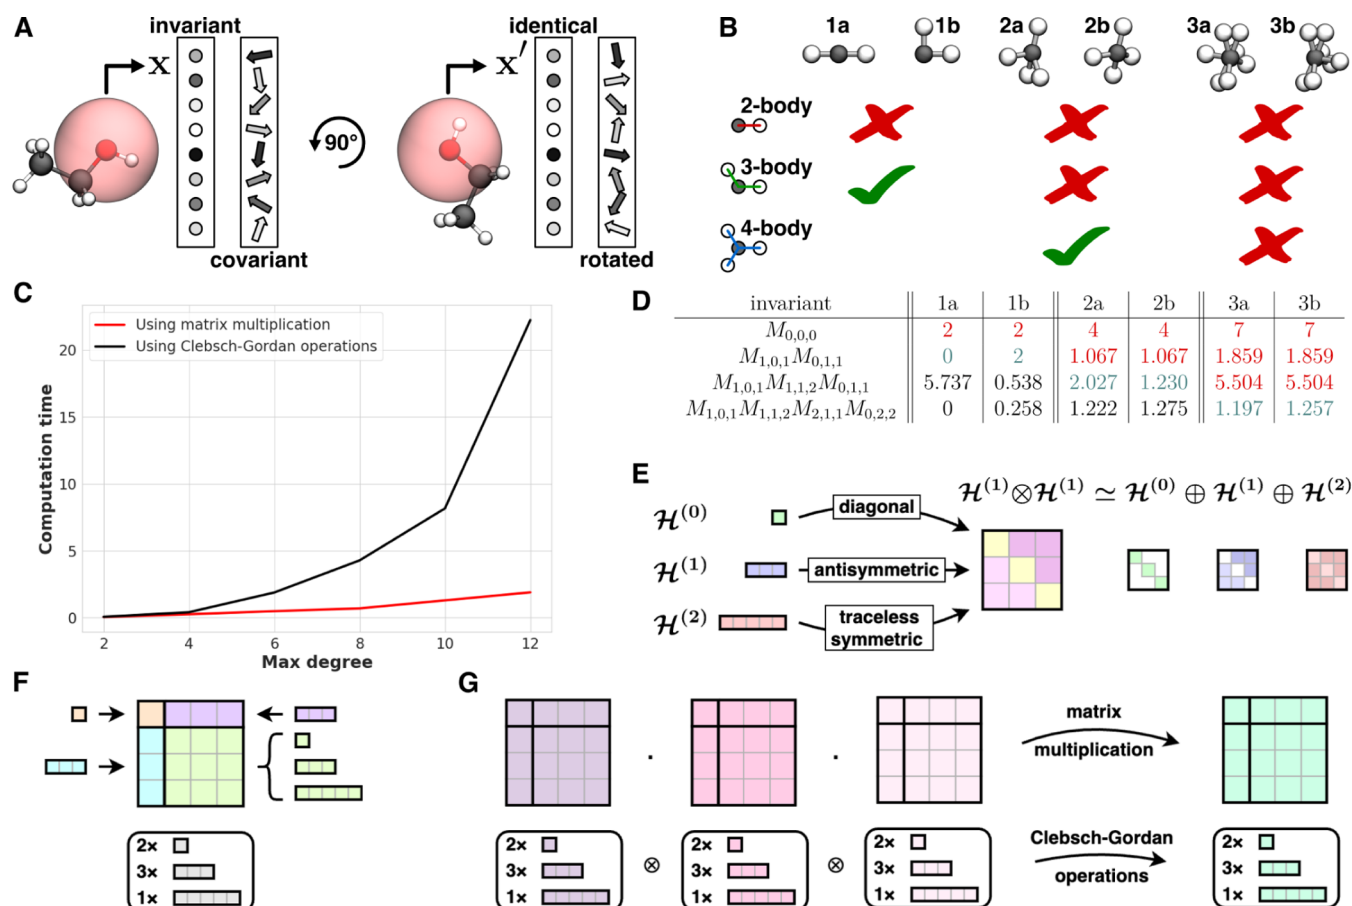 A
invariant
identical
x
x′
90°
covariant
rotated
B
1a 1b 2a 2b 3a 3b
2-body
3-body
4-body
C
Using matrix multiplication
Using Clebsch-Gordan operations
Computation time
20
15
10
5
0
2 4 6 8 10 12
Max degree
D
invariant 1a 1b 2a 2b 3a 3b
M0,0,0 2 2 4 4 7 7
M1,0,1M0,1,1 0 2 1.067 1.067 1.859 1.859
M1,0,1M1,1,2M0,1,1 5.737 0.538 2.027 1.230 5.504 5.504
M1,0,1M1,1,2M2,1,1M0,2,2 0 0.258 1.222 1.275 1.197 1.257
E
H(1)⊗H(1) ≃ H(0) ⊕ H(1) ⊕ H(2)
H(0)
diagonal
H(1)
antisymmetric
H(2)
traceless
symmetric
F
2×
3×
1×
G
· ·
matrix
multiplication
2× ⊗ 2× ⊗ 2×
3× 3× 3×
1× 1× 1×
Clebsch-Gordan
operations
2×
3×
1×